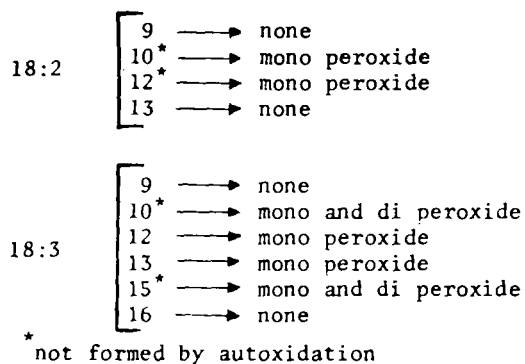 9 → none
10* → mono peroxide
18:2
12* → mono peroxide
13 → none
9 → none
10* → mono and di peroxide
12 → mono peroxide
18:3
13 → mono peroxide
15* → mono and di peroxide
16 → none
*not formed by autoxidation